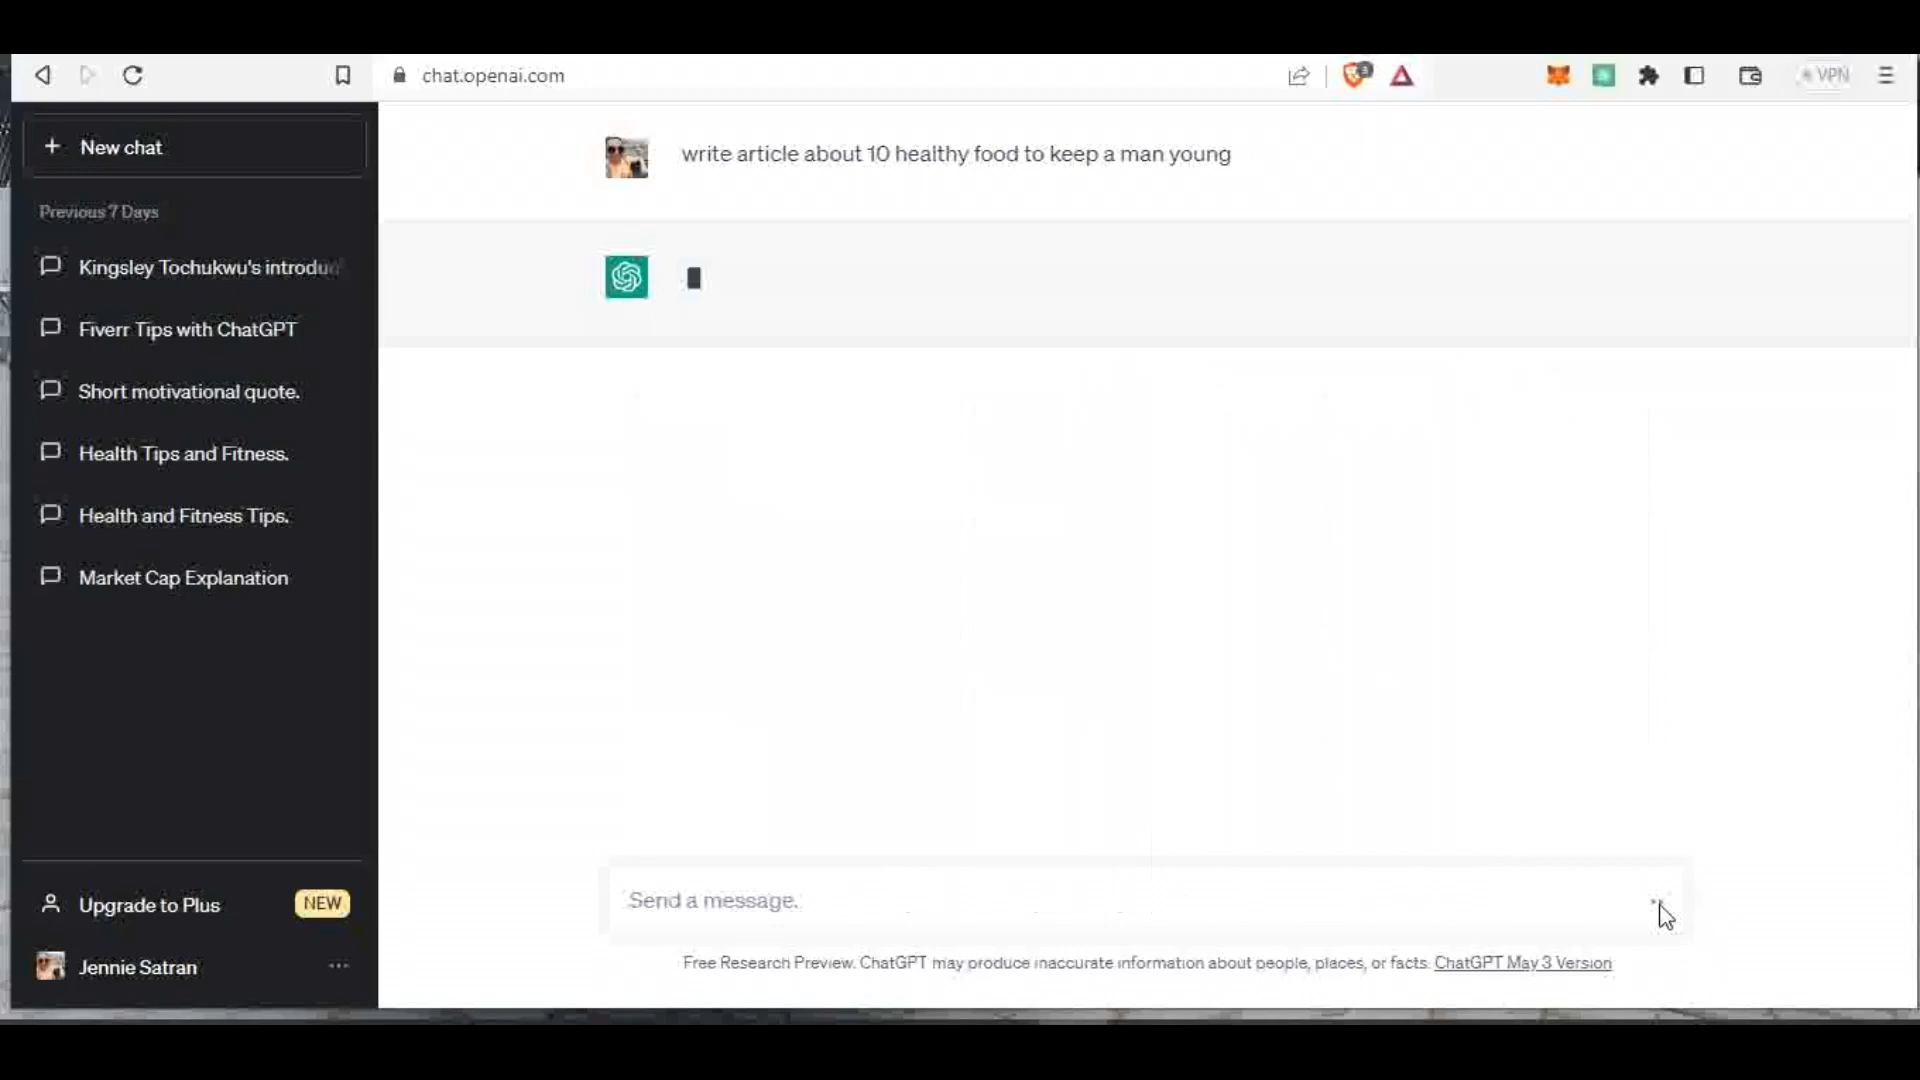 chat.openai.com
3
VPN
New chat
write article about 10 healthy food to keep a man young
Previous 7 Days
Kingsley Tochukwu's introduc
Fiverr Tips with ChatGPT
Short motivational quote.
Health Tips and Fitness.
Health and Fitness Tips.
Market Cap Explanation
Upgrade to Plus NEW
Send a message.
Jennie Satran
Free Research Preview. ChatGPT may produce inaccurate information about people, places, or facts. ChatGPT May 3 Version